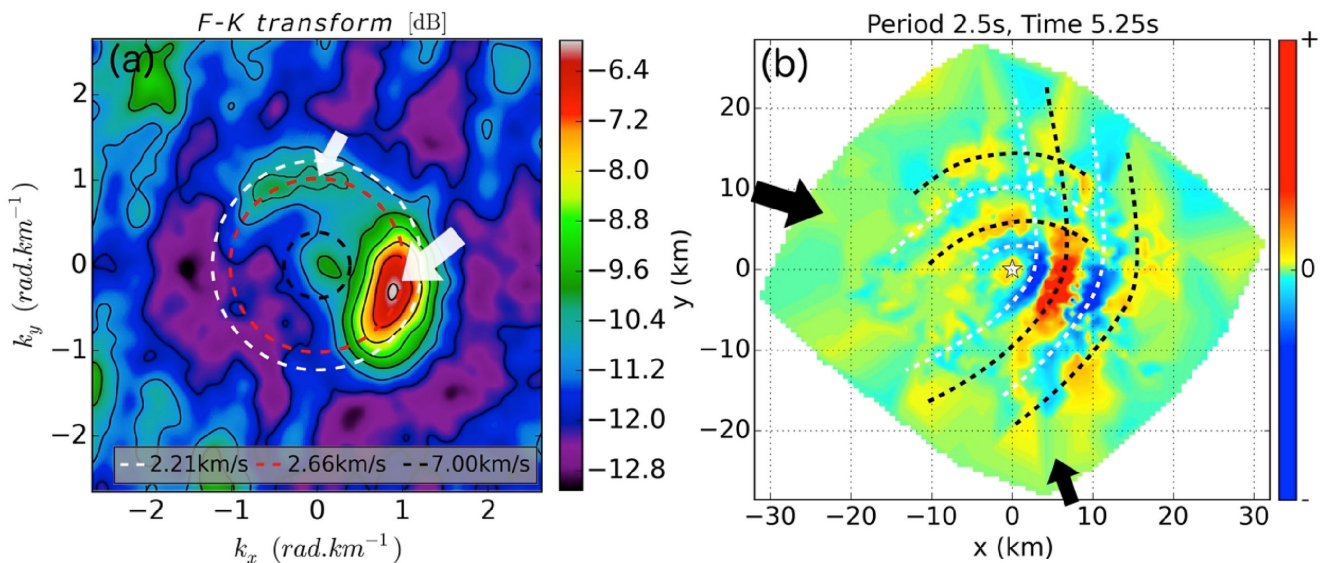 F-K transform [dB]
(a)
2
1
0
−1
−2
−2 −1 0 1 2
k_y (rad.km⁻¹)
k_x (rad.km⁻¹)
2.21km/s 2.66km/s 7.00km/s
−6.4
−7.2
−8.0
−8.8
−9.6
−10.4
−11.2
−12.0
−12.8
Period 2.5s, Time 5.25s
(b)
20
10
0
−10
−20
−30 −20 −10 0 10 20 30
y (km)
x (km)
+
0
-